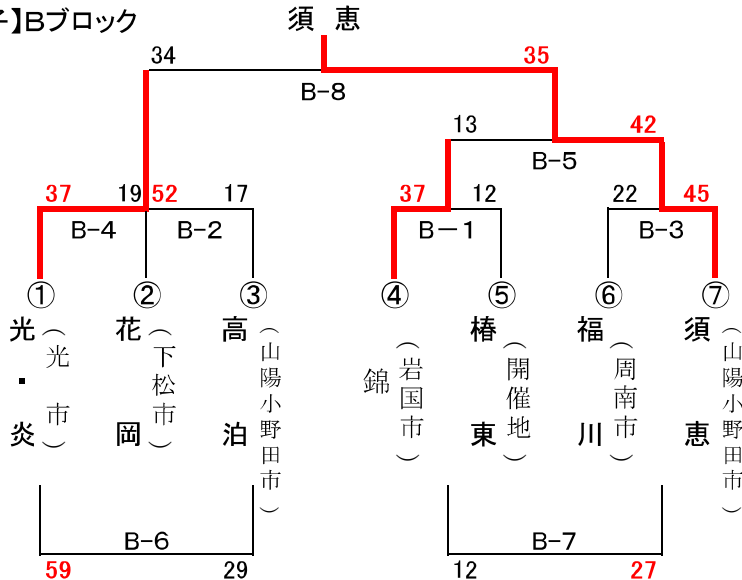 子】Bブロック
須 恵
34 35
B-8
13 42
B-5
37 19 52 17 37 12 22 45
B-4 B-2 B-1 B-3
① ② ③ ④ ⑤ ⑥ ⑦
光・炎
(光 市)
花岡
(下松市)
高泊
(山陽小野田市)
錦
(岩国市)
椿東
(開催地)
福川
(周南市)
須恵
(山陽小野田市)
B-6 B-7
59 29 12 27